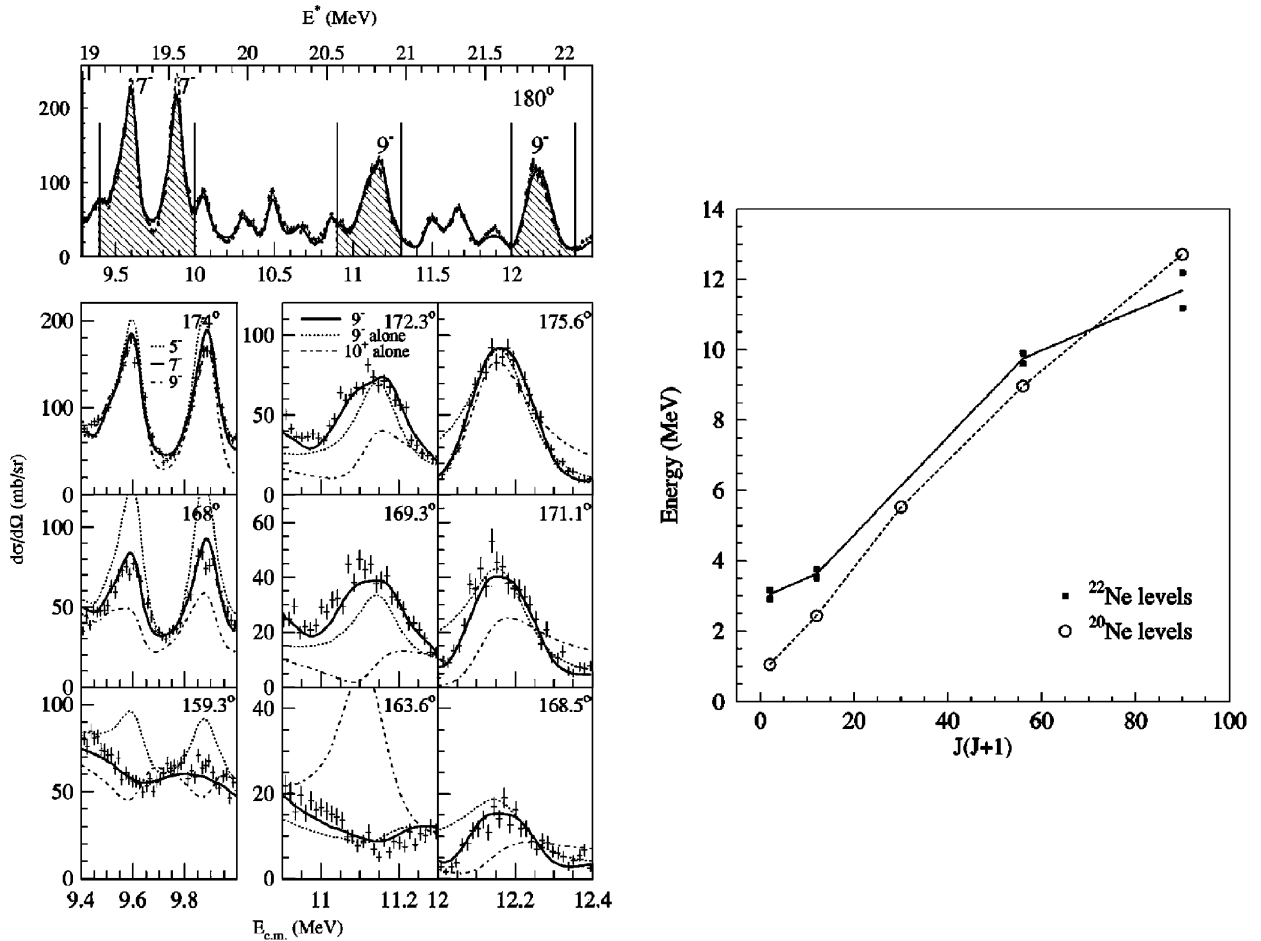 E* (MeV)
19 19.5 20 20.5 21 21.5 22
7- 7- 180°
200
9- 9-
100
0
9.5 10 10.5 11 11.5 12
dσ/dΩ (mb/sr)
200 174° 100 9- 172.3° 175.6°
5- 9- alone
7- 10+ alone
9-
100 50
0 0
100 168° 60 169.3° 171.1°
40
50
20
0 0
100 159.3° 40 163.6° 168.5°
50 20
0 0
9.4 9.6 9.8 11 11.2 12 12.2 12.4
Ec.m. (MeV)
Energy (MeV)
14
12
10
8
6
4
22Ne levels
2 20Ne levels
0
0 20 40 60 80 100
J(J+1)